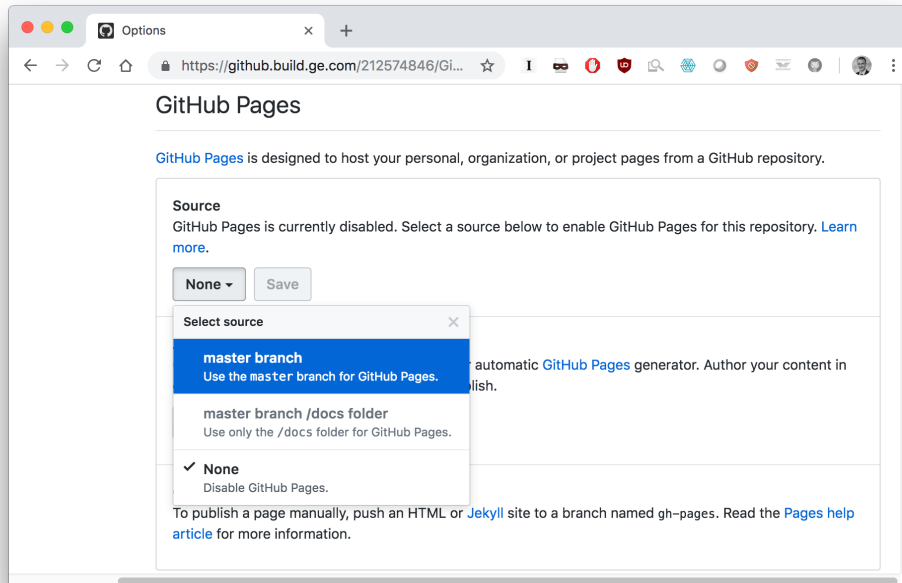 Options
https://github.build.ge.com/212574846/Gi...
GitHub Pages
GitHub Pages is designed to host your personal, organization, or project pages from a GitHub repository.
Source
GitHub Pages is currently disabled. Select a source below to enable GitHub Pages for this repository. Learn
more.
None
Save
Select source
master branch
Use the master branch for GitHub Pages.
automatic GitHub Pages generator. Author your content in
master branch /docs folder
Use only the /docs folder for GitHub Pages.
None
Disable GitHub Pages.
To publish a page manually, push an HTML or Jekyll site to a branch named gh-pages. Read the Pages help
article for more information.